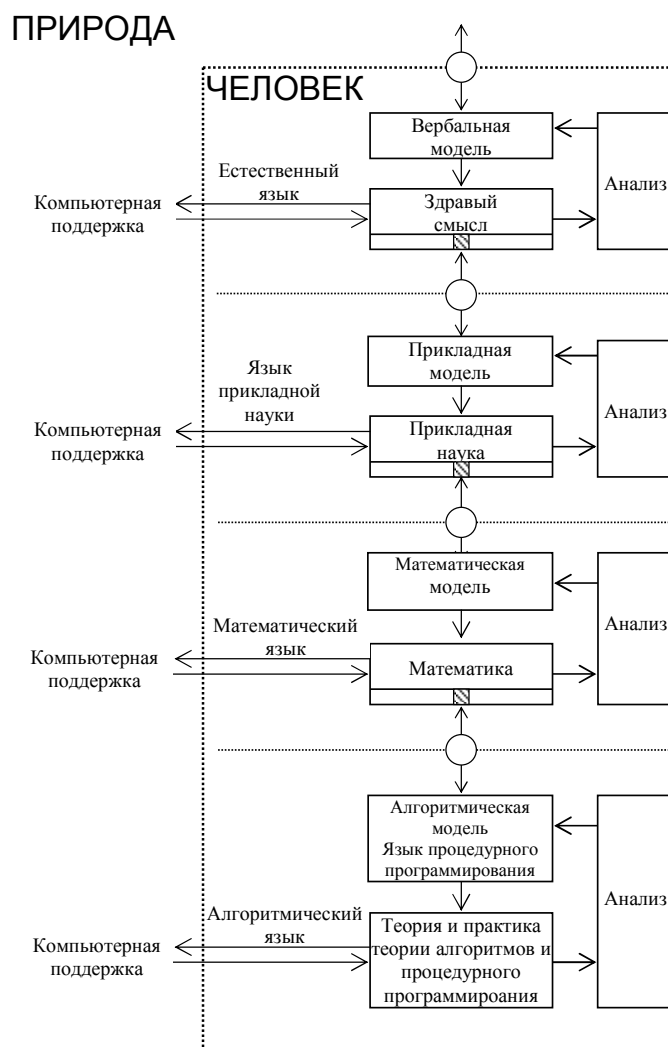 ПРИРОДА
ЧЕЛОВЕК
Вербальная
модель
Анализ
Естественный
язык
Компьютерная
поддержка
Здравый
смысл
Прикладная
модель
Анализ
Язык
прикладной
науки
Компьютерная
поддержка
Прикладная
наука
Математическая
модель
Анализ
Математический
язык
Компьютерная
поддержка
Математика
Алгоритмическая
модель
Язык процедурного
программирования
Анализ
Алгоритмический
язык
Компьютерная
поддержка
Теория и практика
теории алгоритмов и
процедурного
программироания